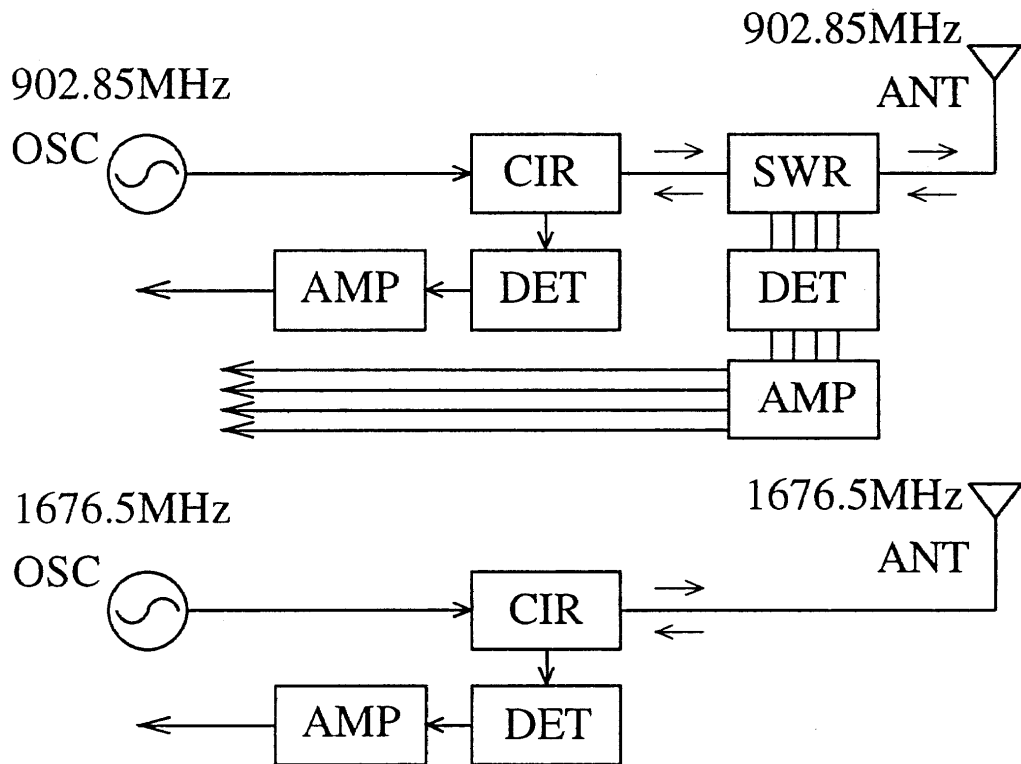 902.85MHz
ANT
902.85MHz
OSC
CIR
SWR
AMP
DET
DET
AMP
1676.5MHz
ANT
1676.5MHz
OSC
CIR
AMP
DET